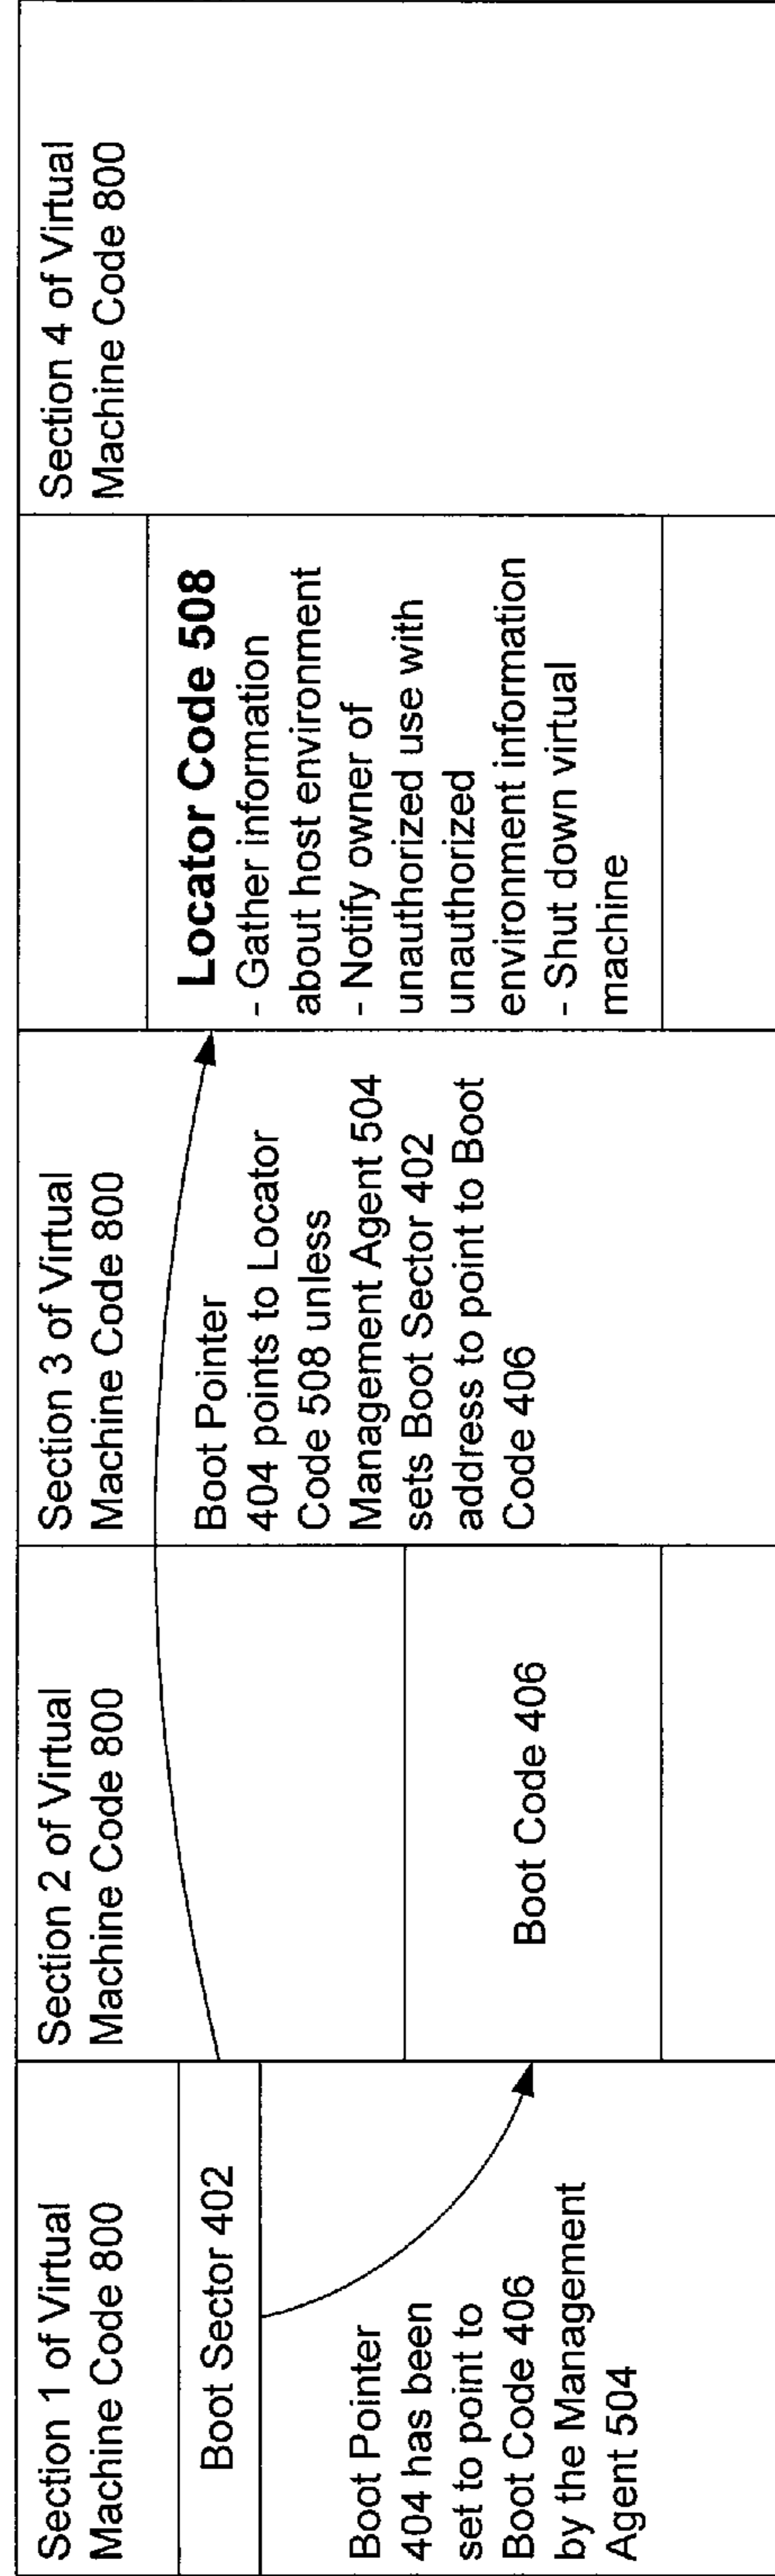 Section 1 of Virtual
Machine Code 800
Boot Sector 402
Boot Pointer
404 has been
set to point to
Boot Code 406
by the Management
Agent 504
Section 2 of Virtual
Machine Code 800
Boot Code 406
Section 3 of Virtual
Machine Code 800
Boot Pointer
404 points to Locator
Code 508 unless
Management Agent 504
sets Boot Sector 402
address to point to Boot
Code 406
Locator Code 508
- Gather information
about host environment
- Notify owner of
unauthorized use with
unauthorized
environment information
- Shut down virtual
machine
Section 4 of Virtual
Machine Code 800